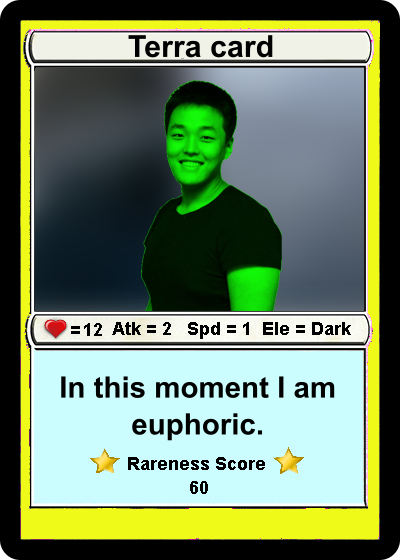 Terra card
=12 Atk = 2 Spd = 1 Ele = Dark
In this moment I am
euphoric.
Rareness Score
60